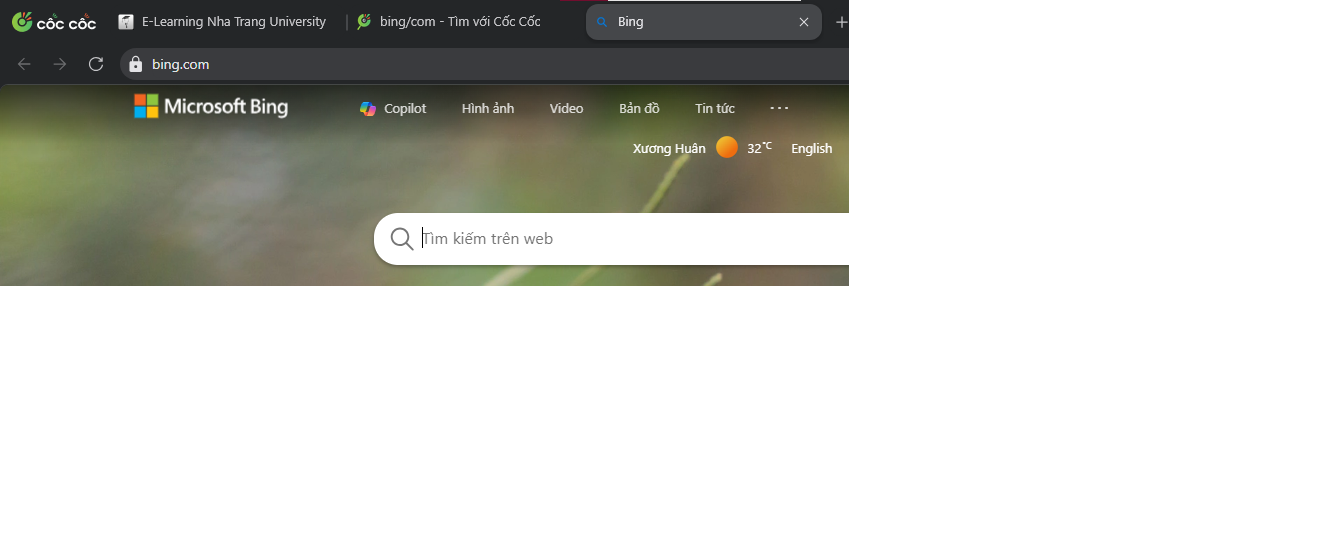 cốc cốc E-Learning Nha Trang University bing/com - Tìm với Cốc Cốc Bing
bing.com
Microsoft Bing Copilot Hình ảnh Video Bản đồ Tin tức ...
Xương Huân 32°C English
Tìm kiếm trên web